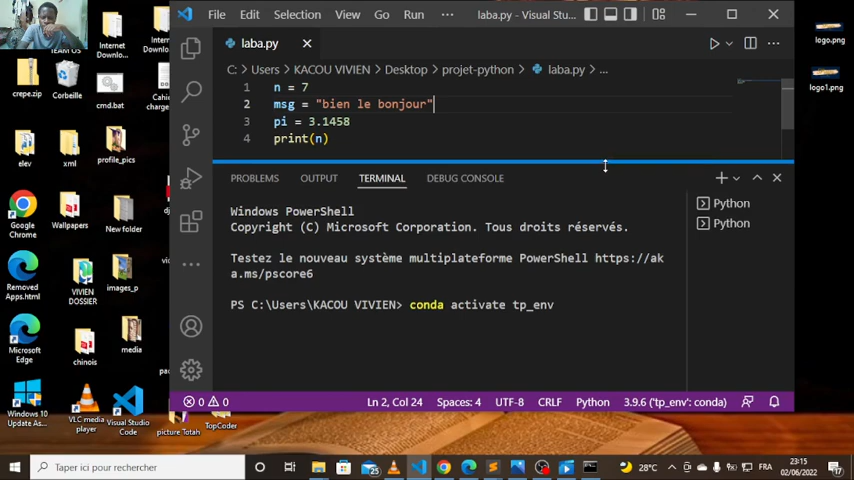 File Edit Selection View Run Go ··· laba.py - Visual Stu...
laba.py
C: > Users > KACOU VIVIEN > Desktop > projet-python > laba.py > ...
1 n = 7
2 msg = "bien le bonjour"
3 pi = 3.1458
4 print(n)
PROBLEMS OUTPUT TERMINAL DEBUG CONSOLE
Python
Python
Windows PowerShell
Copyright (C) Microsoft Corporation. Tous droits réservés.
Testez le nouveau système multiplateforme PowerShell https://ak
a.ms/pscore6
PS C:\Users\KACOU VIVIEN> conda activate tp_env
0 0 Ln 2, Col 24 Spaces: 4 UTF-8 CRLF Python 3.9.6 ('tp_env': conda)
Internet
Downlo...
crepe.zip
Corbeille
cmd.bat
elev
xml
profile_pics
Google
Chrome
Wallpapers
New folder
Removed
Apps.html
VIVIEN
DOSSIER
images_p
Microsoft
Edge
chinois
media
Windows 10
Update As...
VLC media
player
Visual Studio
Code
picture Totah
TopCoder
logo.png
logo1.png
Taper ici pour rechercher
25
28°C
FRA
23:15
02/06/2022
17